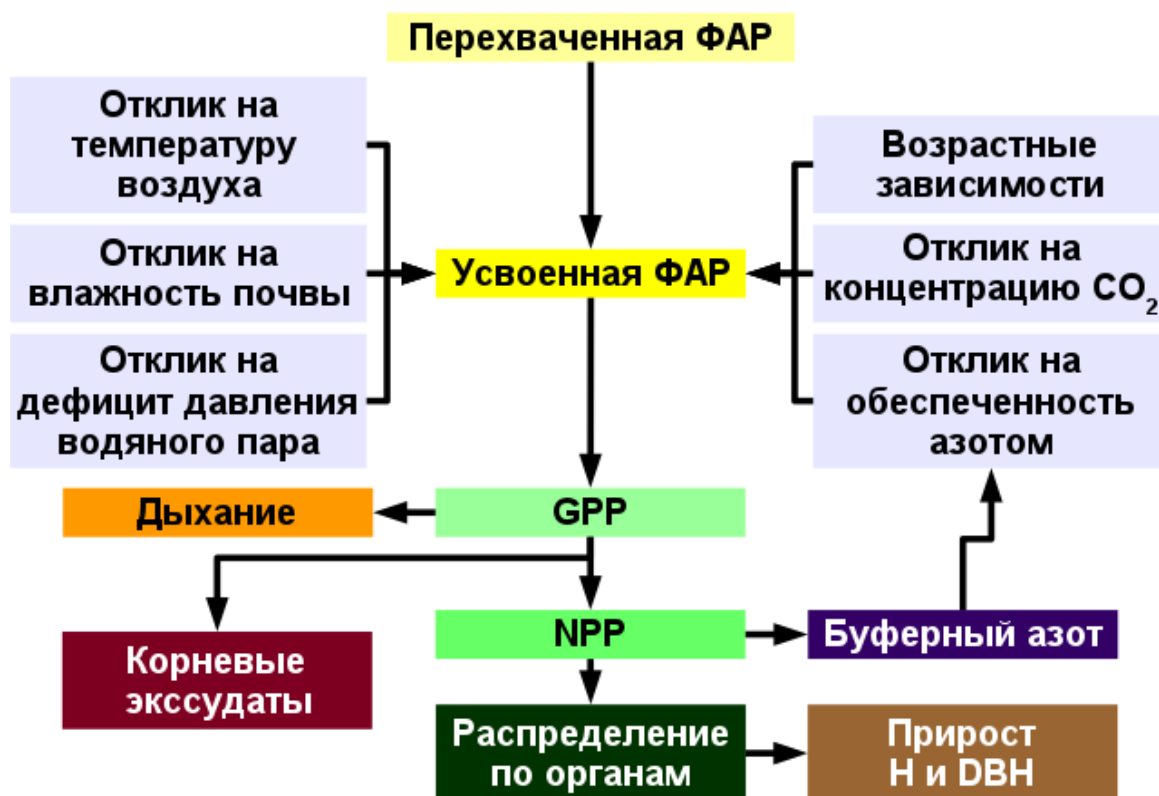 Перехваченная ФАР
Отклик на
температуру
воздуха
Отклик на
влажность почвы
Отклик на
дефицит давления
водяного пара
Усвоенная ФАР
Возрастные
зависимости
Отклик на
концентрацию CO₂
Отклик на
обеспеченность
азотом
Дыхание
GPP
NPP
Буферный азот
Корневые
экссудаты
Распределение
по органам
Прирост
H и DBH